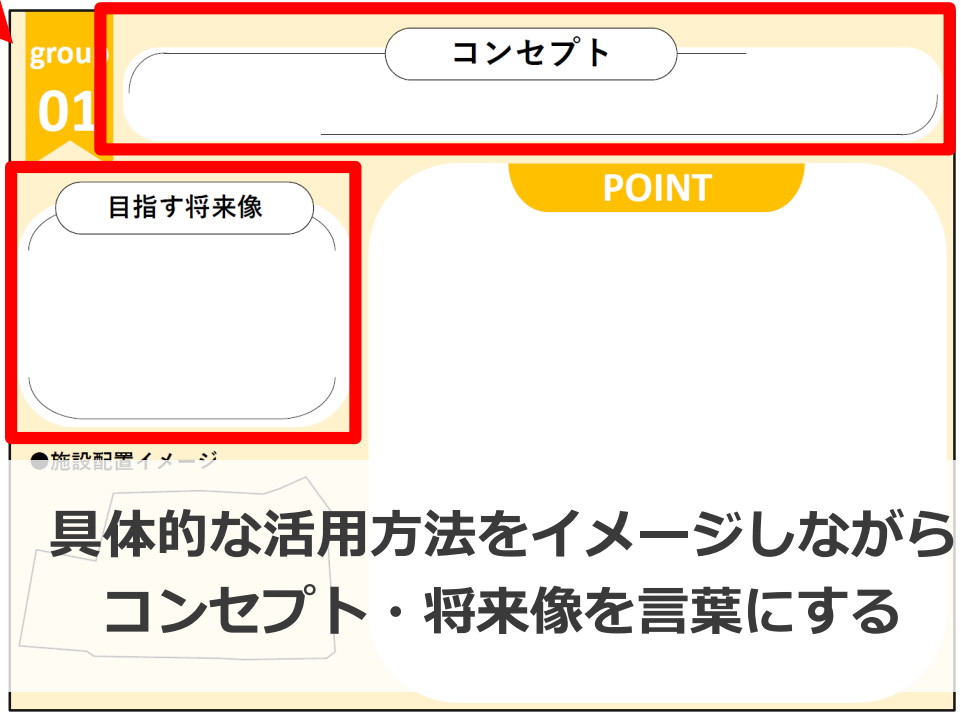 group
01
コンセプト
目指す将来像
POINT
●施設配置イメージ
具体的な活用方法をイメージしながら
コンセプト・将来像を言葉にする